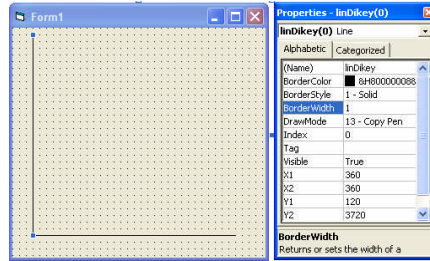 Form1
Properties - linDikey(0)
linDikey(0) Line
Alphabetic Categorized
(Name) linDikey
BorderColor &H80000008&
BorderStyle 1 - Solid
BorderWidth 1
DrawMode 13 - Copy Pen
Index 0
Tag
Visible True
X1 360
X2 360
Y1 120
Y2 3720
BorderWidth
Returns or sets the width of a